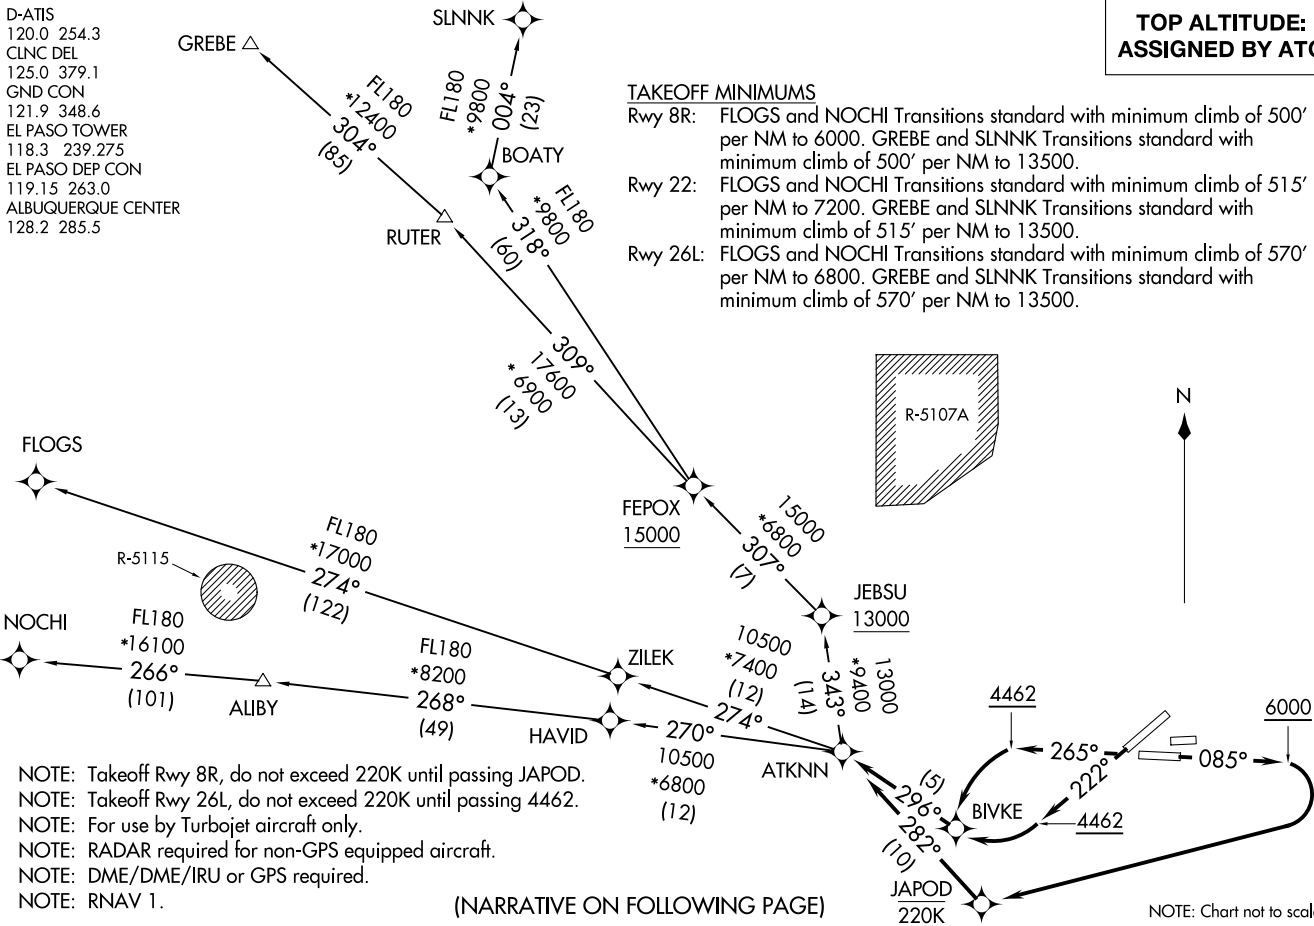 D-ATIS
120.0 254.3
CLNC DEL
125.0 379.1
GND CON
121.9 348.6
EL PASO TOWER
118.3 239.275
EL PASO DEP CON
119.15 263.0
ALBUQUERQUE CENTER
128.2 285.5
TOP ALTITUDE:
ASSIGNED BY ATC
TAKEOFF MINIMUMS
Rwy 8R: FLOGS and NOCHI Transitions standard with minimum climb of 500'
per NM to 6000. GREBE and SLNNK Transitions standard with
minimum climb of 500' per NM to 13500.
Rwy 22: FLOGS and NOCHI Transitions standard with minimum climb of 515'
per NM to 7200. GREBE and SLNNK Transitions standard with
minimum climb of 515' per NM to 13500.
Rwy 26L: FLOGS and NOCHI Transitions standard with minimum climb of 570'
per NM to 6800. GREBE and SLNNK Transitions standard with
minimum climb of 570' per NM to 13500.
SLNNK
GREBE
FL180
*9800
004°
(23)
FL180
*12400
304°
(85)
BOATY
RUTER
FL180
*9800
318°
(60)
309°
17600
*6900
(13)
R-5107A
N
FLOGS
FEPOX
15000
15000
*6800
307°
(7)
FL180
*17000
274°
(122)
R-5115
JEBSU
13000
NOCHI
FL180
*16100
266°
(101)
ALIBY
FL180
*8200
268°
(49)
ZILEK
HAVID
10500
*7400
(12)
274°
270°
10500
*6800
(12)
13000
*9400
343°
(14)
ATKNN
4462
6000
265°
085°
222°
4462
(5)
296°
BIVKE
282°
(10)
JAPOD
220K
NOTE: Takeoff Rwy 8R, do not exceed 220K until passing JAPOD.
NOTE: Takeoff Rwy 26L, do not exceed 220K until passing 4462.
NOTE: For use by Turbojet aircraft only.
NOTE: RADAR required for non-GPS equipped aircraft.
NOTE: DME/DME/IRU or GPS required.
NOTE: RNAV 1.
(NARRATIVE ON FOLLOWING PAGE)
NOTE: Chart not to scale